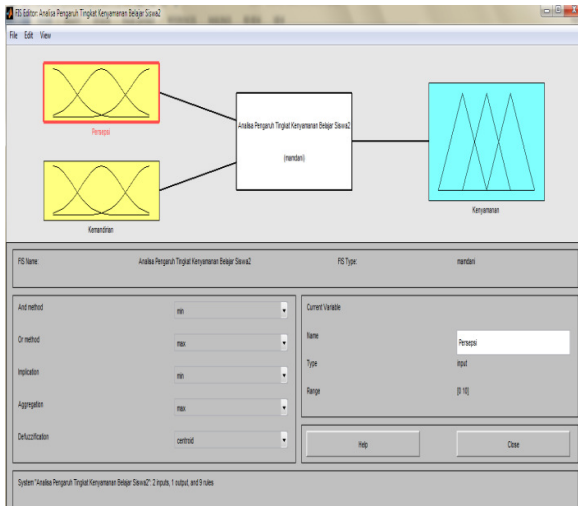 FIS Editor: Analisa Pengaruh Tingkat Kenyamanan Belajar Siswa2
File Edit View
Persepsi
Kemandirian
Analisa Pengaruh Tingkat Kenyamanan Belajar Siswa2
(mamdani)
Kenyamanan
FIS Name: Analisa Pengaruh Tingkat Kenyamanan Belajar Siswa2 FIS Type: mamdani
And method min
Or method max
Implication min
Aggregation max
Defuzzification centroid
Current Variable
Name Persepsi
Type input
Range [0 10]
Help Close
System "Analisa Pengaruh Tingkat Kenyamanan Belajar Siswa2": 2 inputs, 1 output, and 9 rules